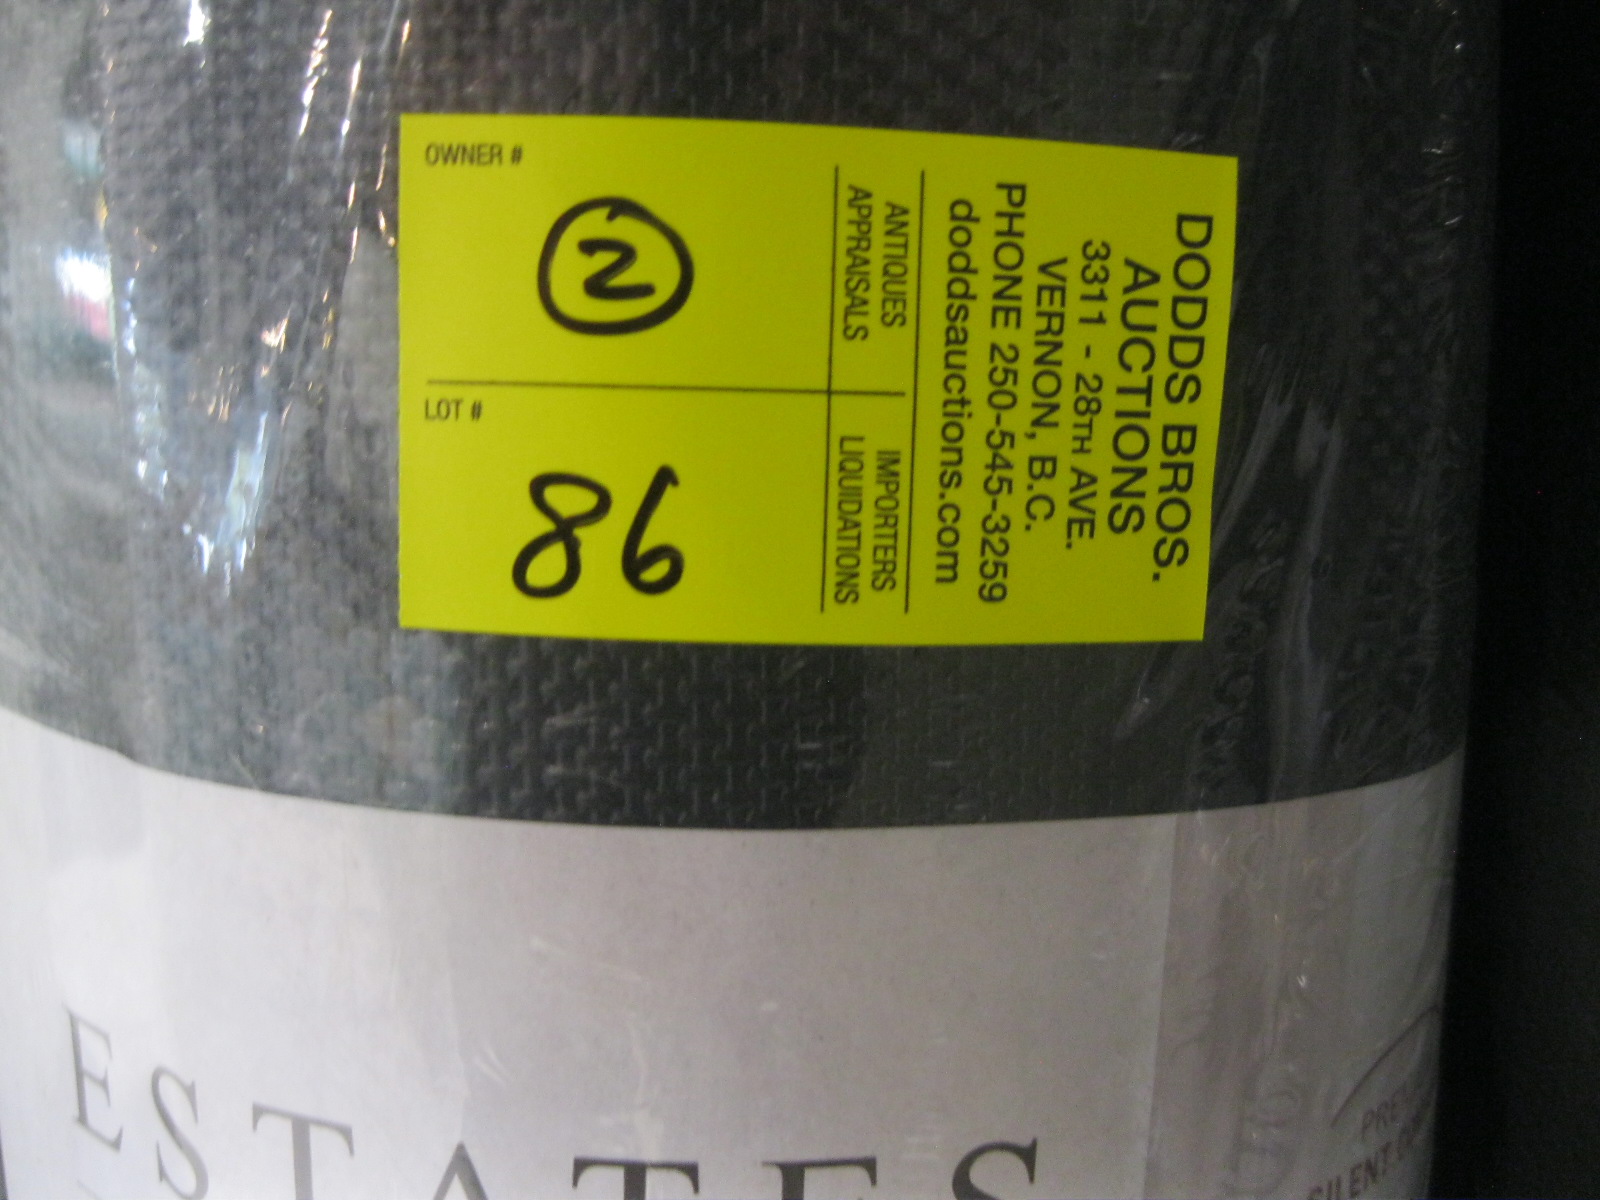 DODDS BROS.
AUCTIONS
3311 - 28TH AVE.
VERNON, B.C.
PHONE 250-545-3259
doddsauctions.com
ANTIQUES IMPORTERS
APPRAISALS LIQUIDATIONS
OWNER #
2
LOT #
86
ESTATES
SILENT